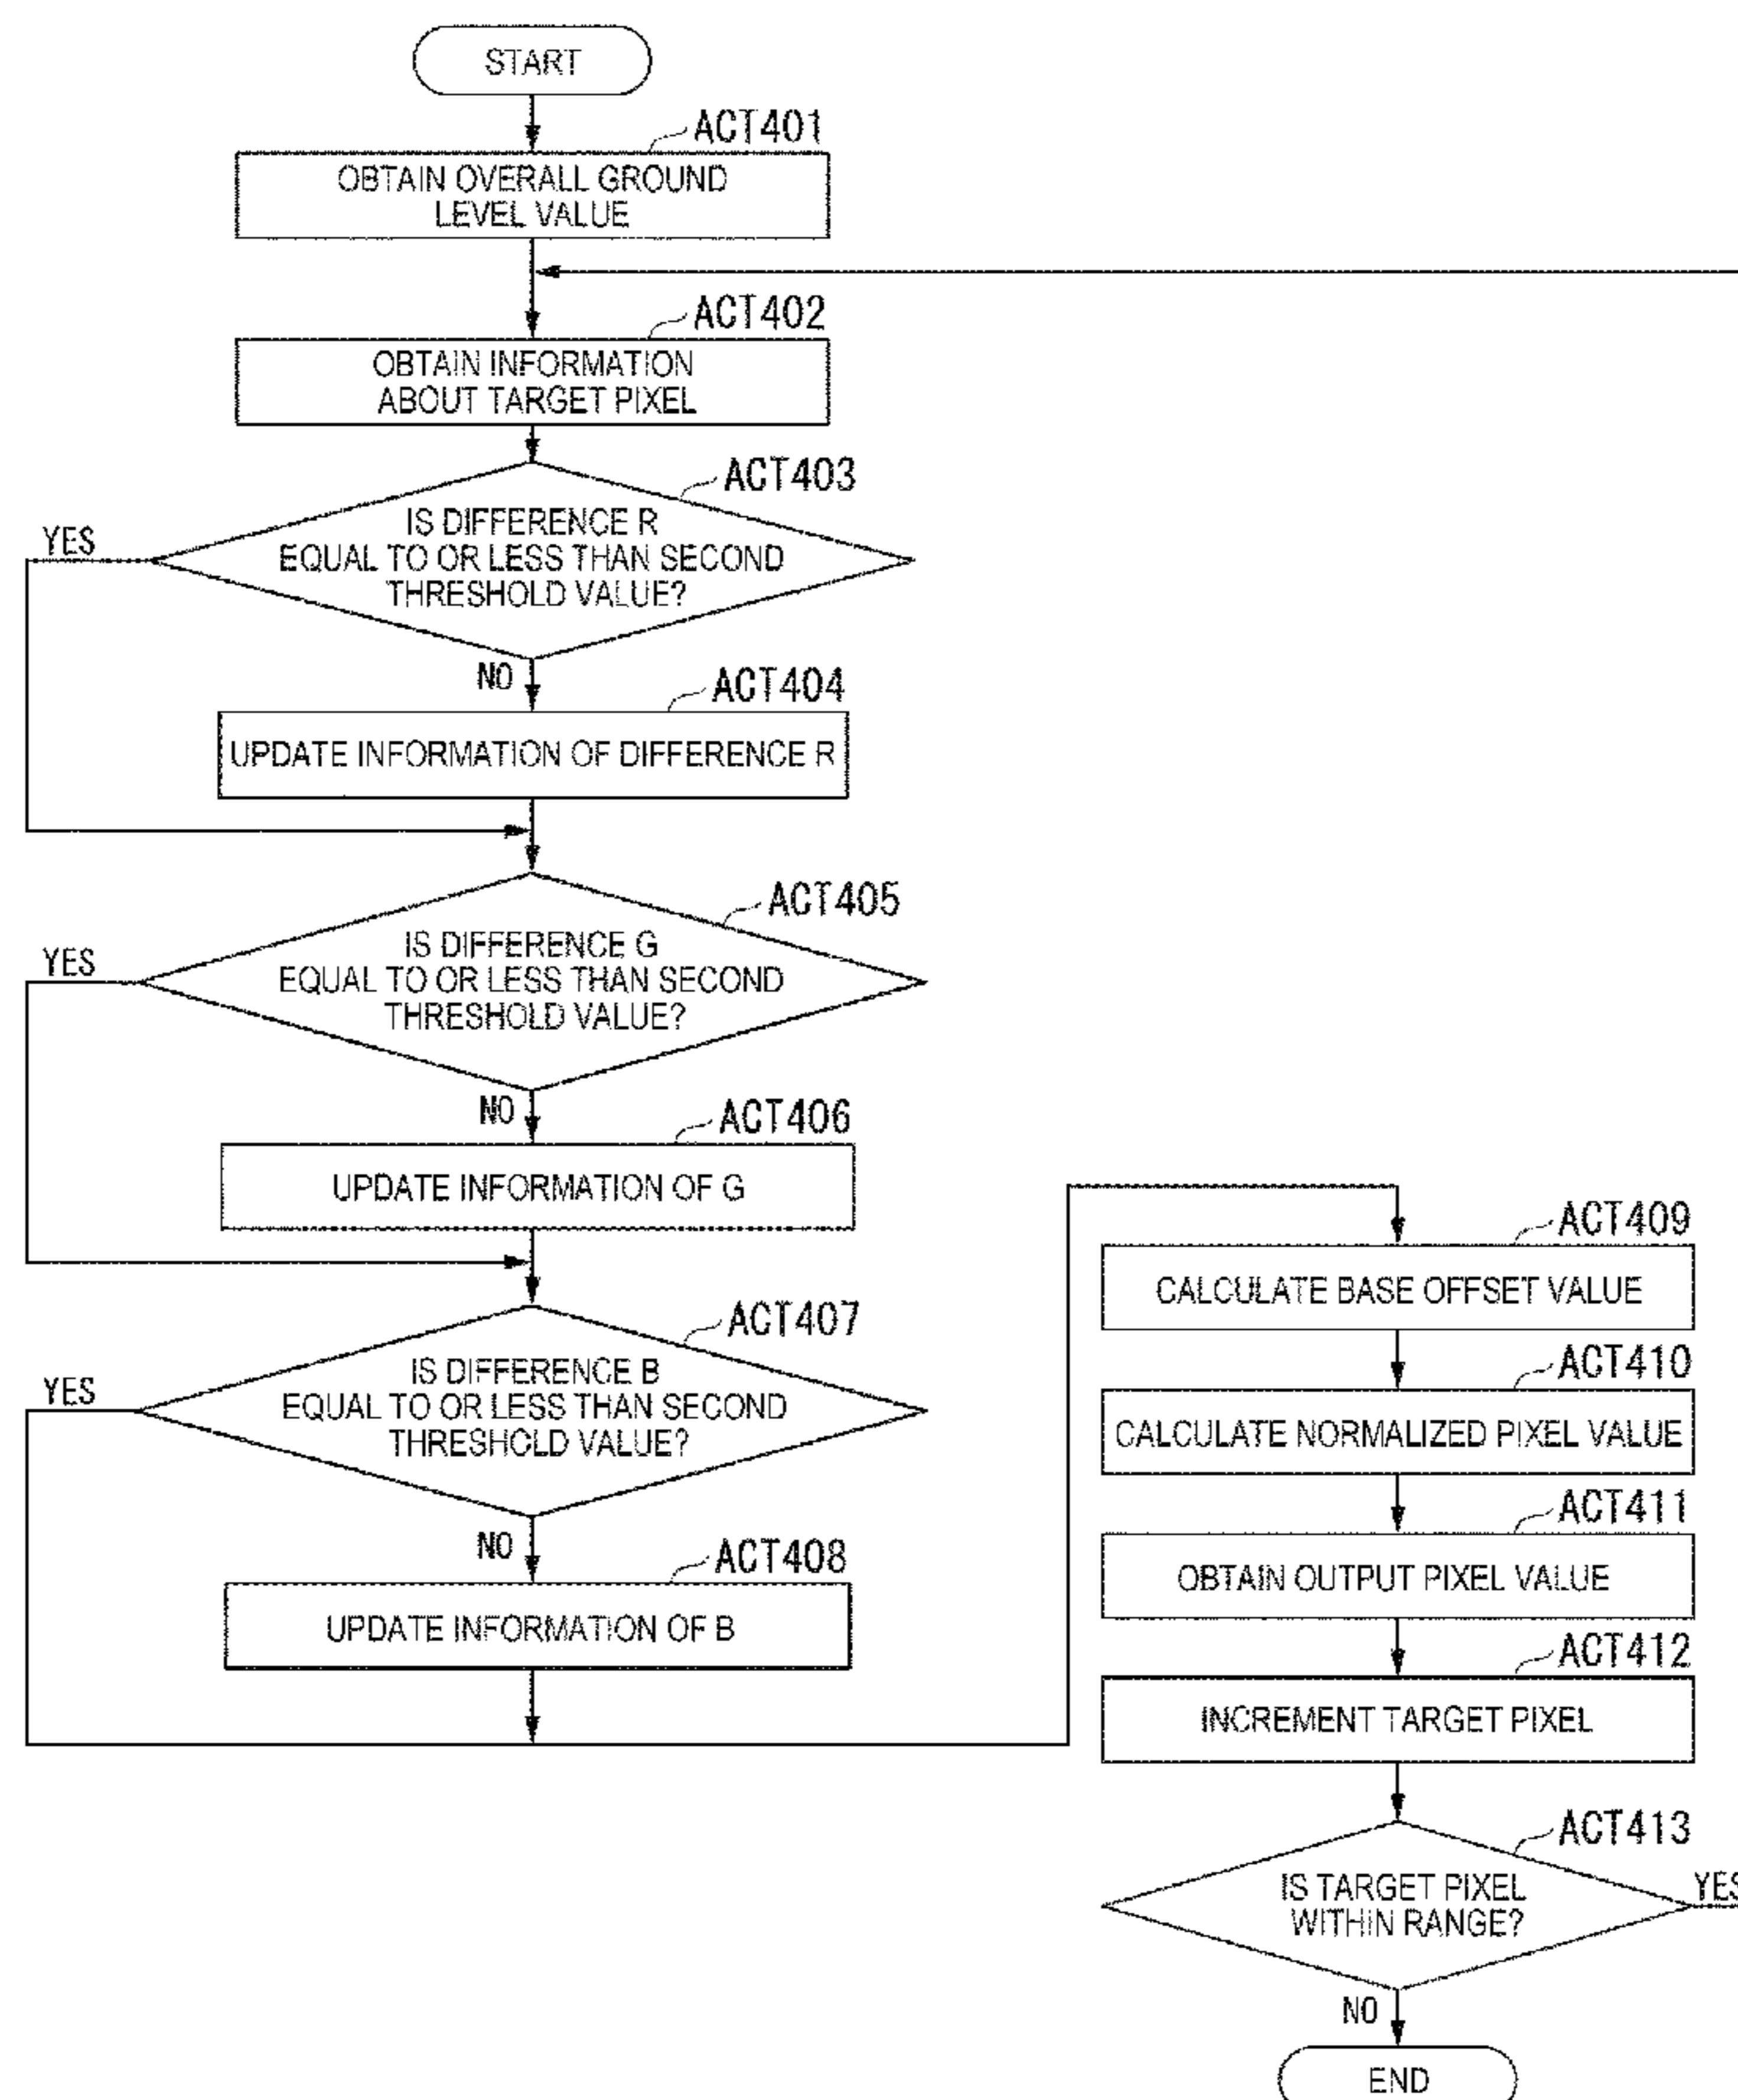 START
ACT401
OBTAIN OVERALL GROUND
LEVEL VALUE
ACT402
OBTAIN INFORMATION
ABOUT TARGET PIXEL
ACT403
IS DIFFERENCE R
EQUAL TO OR LESS THAN SECOND
THRESHOLD VALUE?
YES
NO
ACT404
UPDATE INFORMATION OF DIFFERENCE R
ACT405
IS DIFFERENCE G
EQUAL TO OR LESS THAN SECOND
THRESHOLD VALUE?
YES
NO
ACT406
UPDATE INFORMATION OF G
ACT407
IS DIFFERENCE B
EQUAL TO OR LESS THAN SECOND
THRESHOLD VALUE?
YES
NO
ACT408
UPDATE INFORMATION OF B
ACT409
CALCULATE BASE OFFSET VALUE
ACT410
CALCULATE NORMALIZED PIXEL VALUE
ACT411
OBTAIN OUTPUT PIXEL VALUE
ACT412
INCREMENT TARGET PIXEL
ACT413
IS TARGET PIXEL
WITHIN RANGE?
YES
NO
END